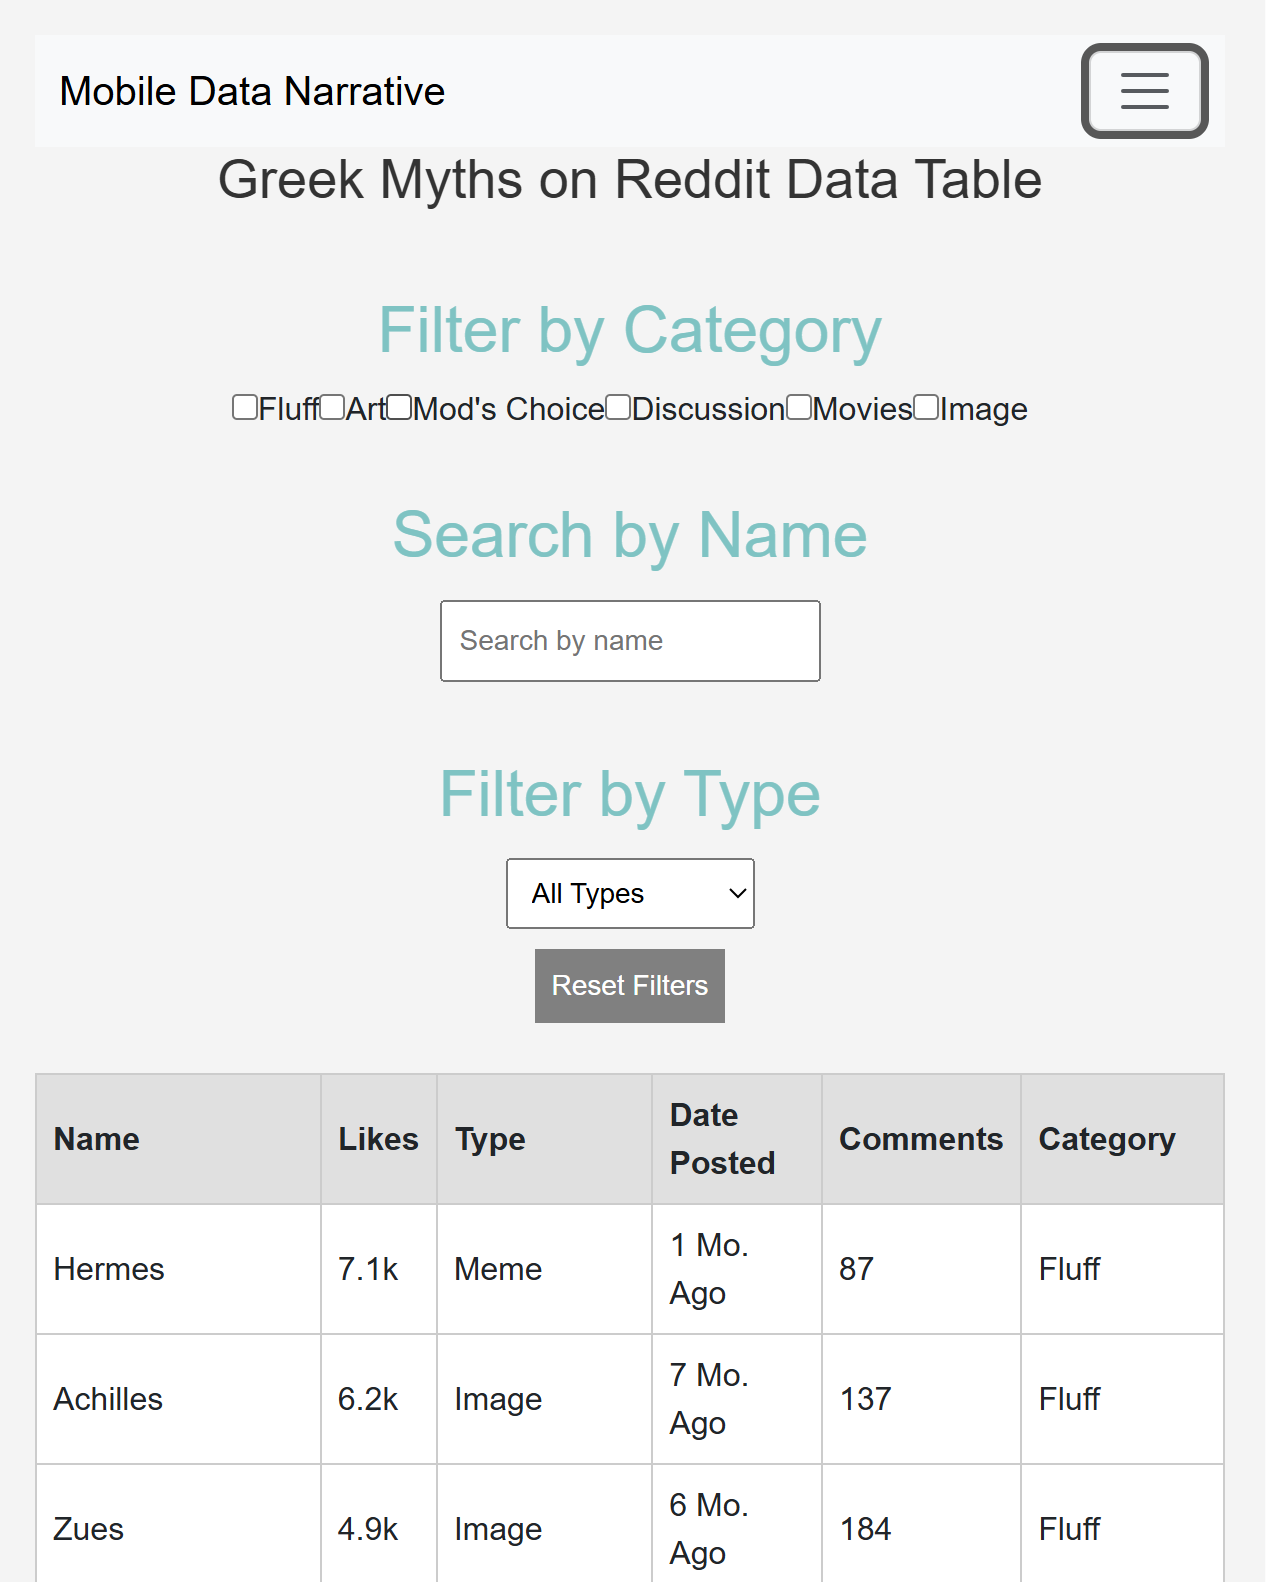 Mobile Data Narrative
Greek Myths on Reddit Data Table
Filter by Category
Fluff Art Mod's Choice Discussion Movies Image
Search by Name
Search by name
Filter by Type
All Types
Reset Filters
Name Likes Type Date Posted Comments Category
Hermes 7.1k Meme 1 Mo. Ago 87 Fluff
Achilles 6.2k Image 7 Mo. Ago 137 Fluff
Zues 4.9k Image 6 Mo. Ago 184 Fluff